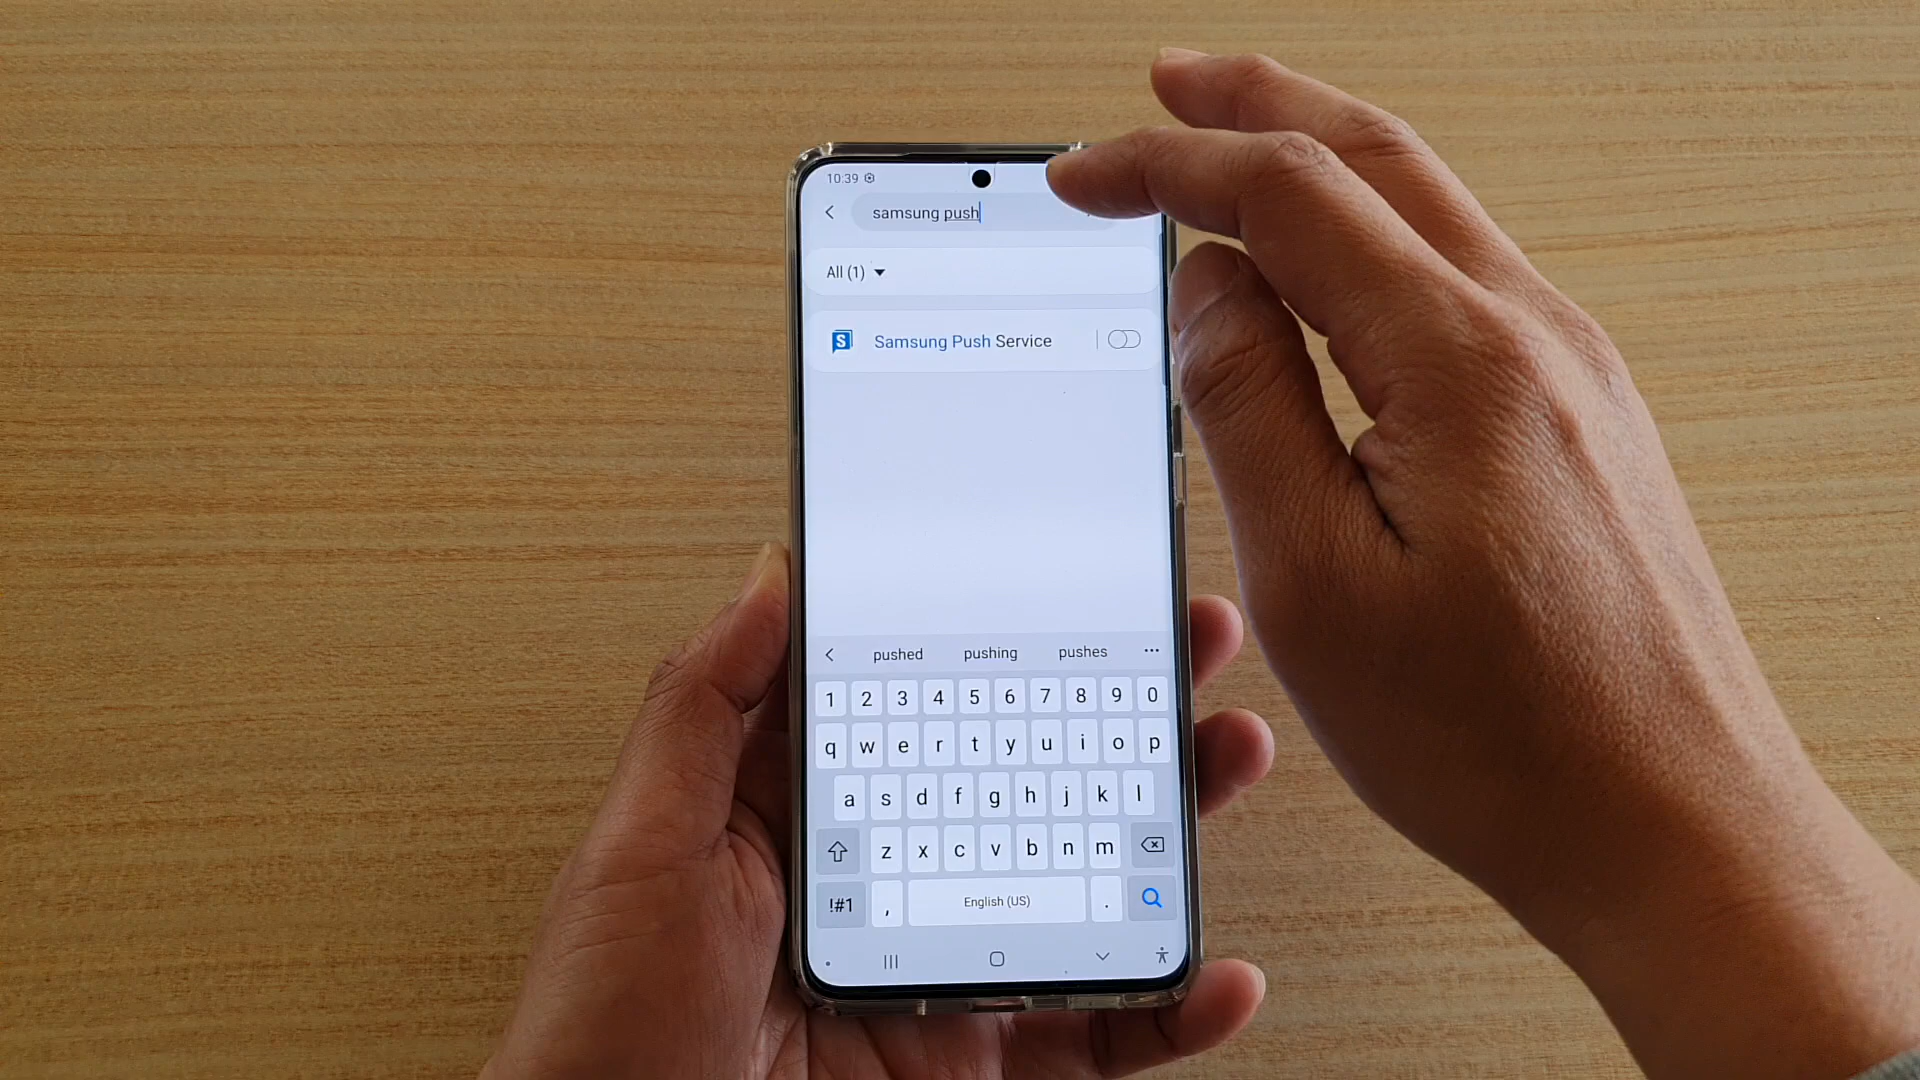 10:39
samsung push
All (1)
S Samsung Push Service
pushed pushing pushes
1 2 3 4 5 6 7 8 9 0
q w e r t y u i o p
a s d f g h j k l
z x c v b n m
!#1 , English (US) .